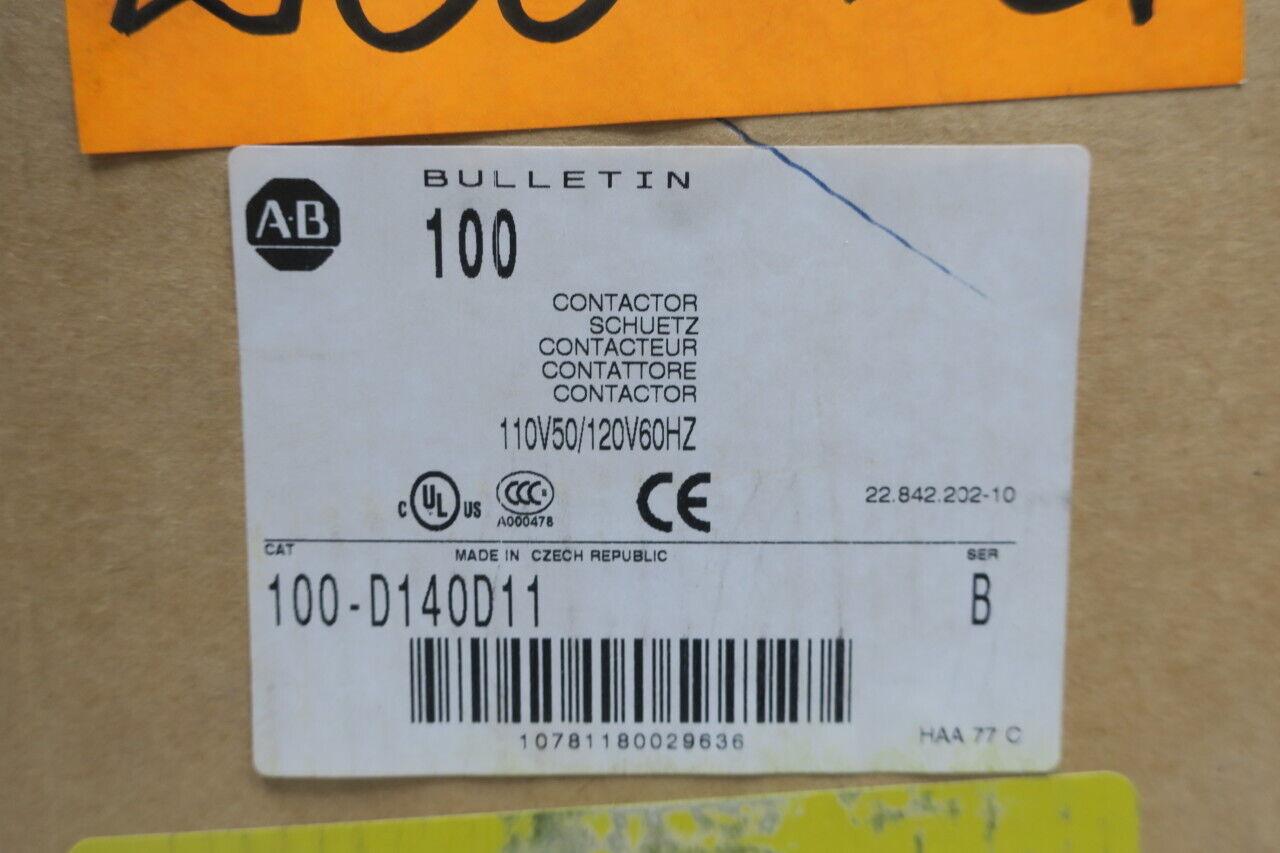 A·B
BULLETIN
100
CONTACTOR
SCHUETZ
CONTACTEUR
CONTATTORE
CONTACTOR
110V50/120V60HZ
C UL US
CCC
A000478
CE
22.842.202-10
CAT
MADE IN CZECH REPUBLIC
SER
100-D140D11
B
10781180029636
HAA 77 C